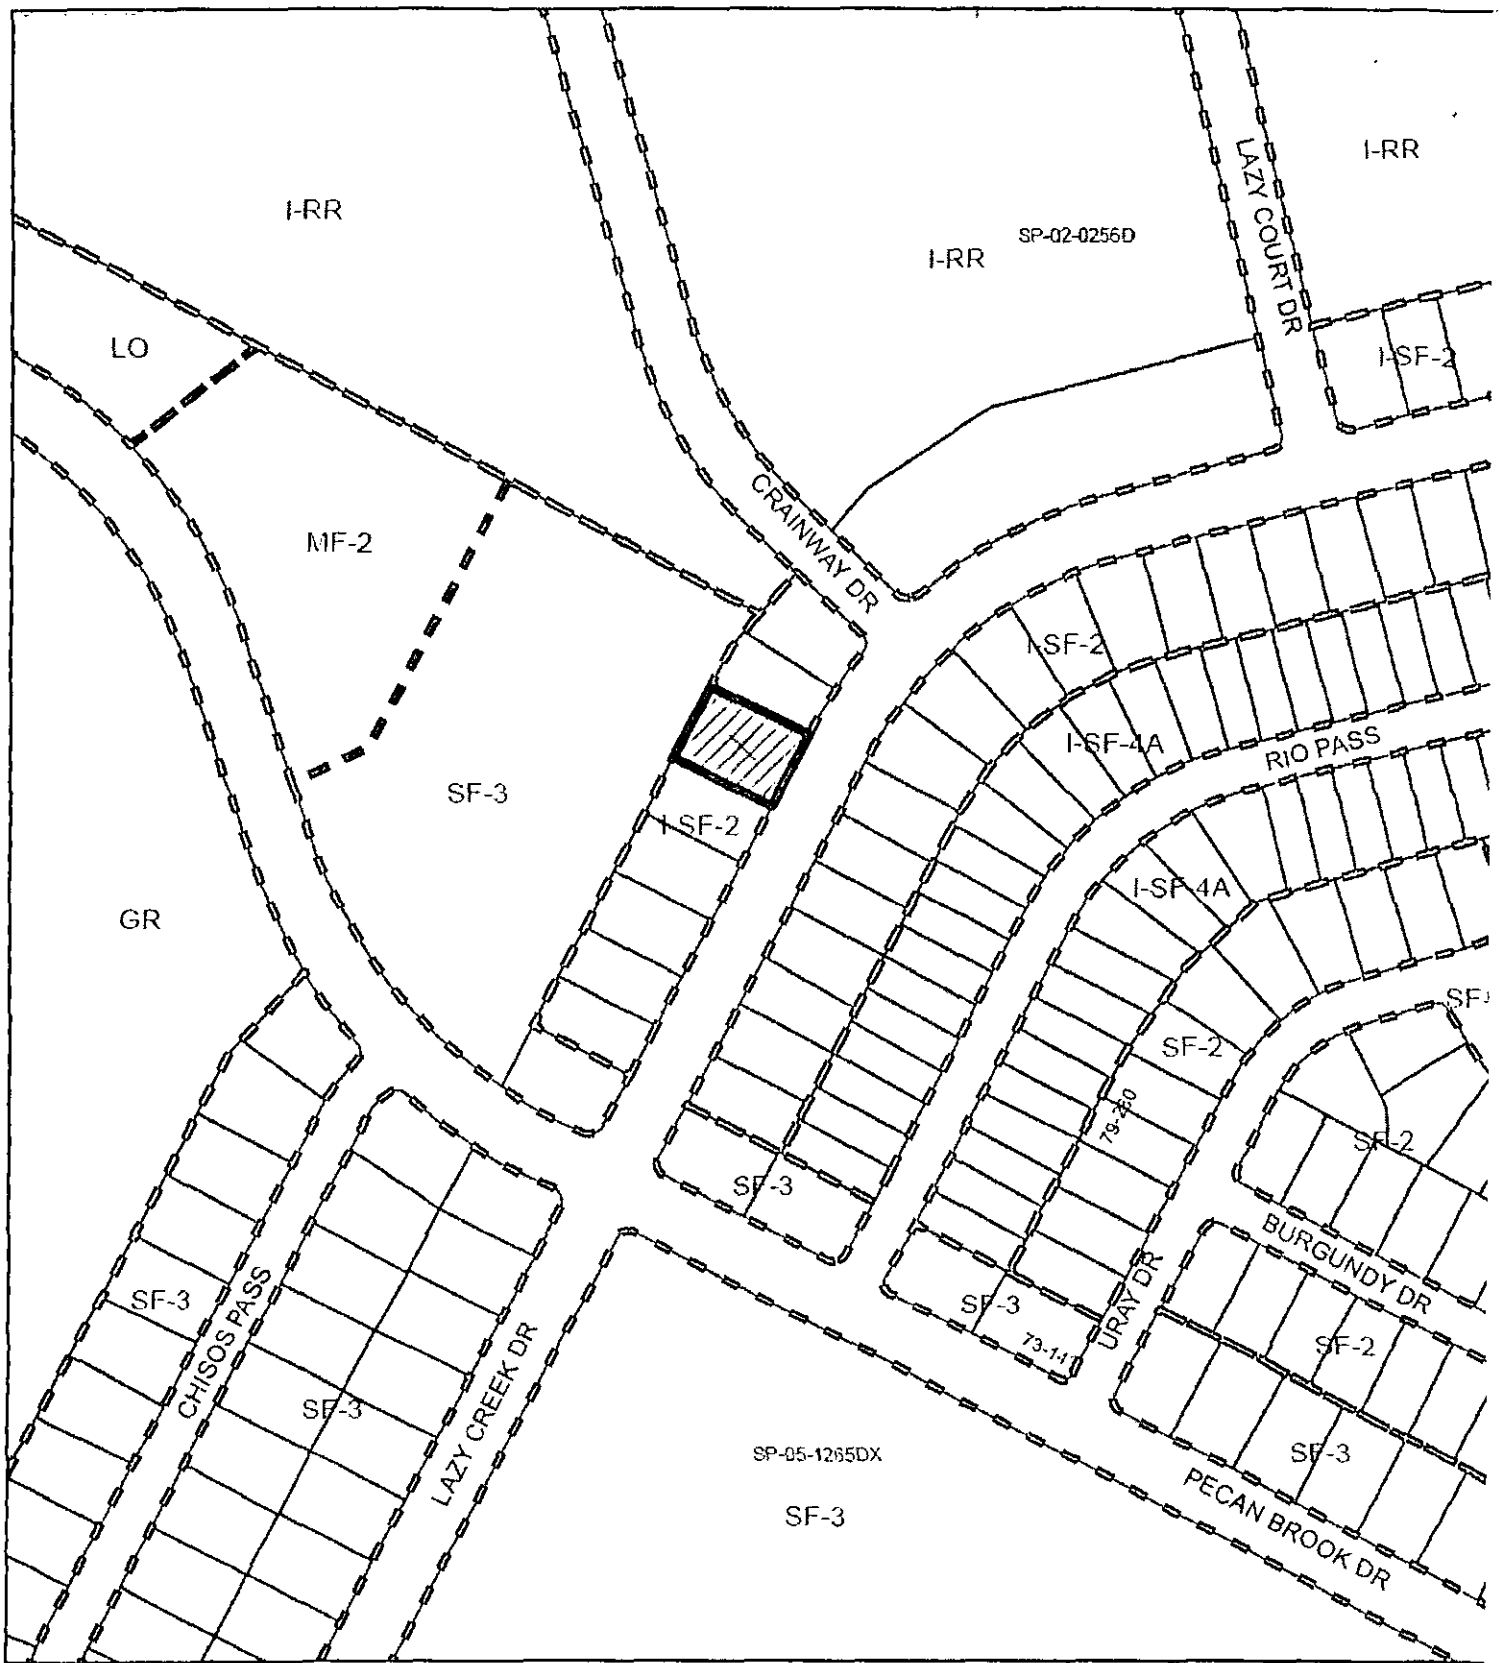 I-RR
LAZY COURT DR
I-RR
I-RR
SP-02-0256D
LO
I-SF-2
CRAINWAY DR
MF-2
I-SF-2
I-SF-4A
RIO PASS
SF-3
I-SF-2
I-SF-4A
GR
SF-2
79-280
SF-2
SF-3
BURGUNDY DR
SF-3
CHISOS PASS
SF-3
73-141
URAY DR
SF-2
SF-3
LAZY CREEK DR
SP-05-1265DX
SF-3
SF-3
PECAN BROOK DR